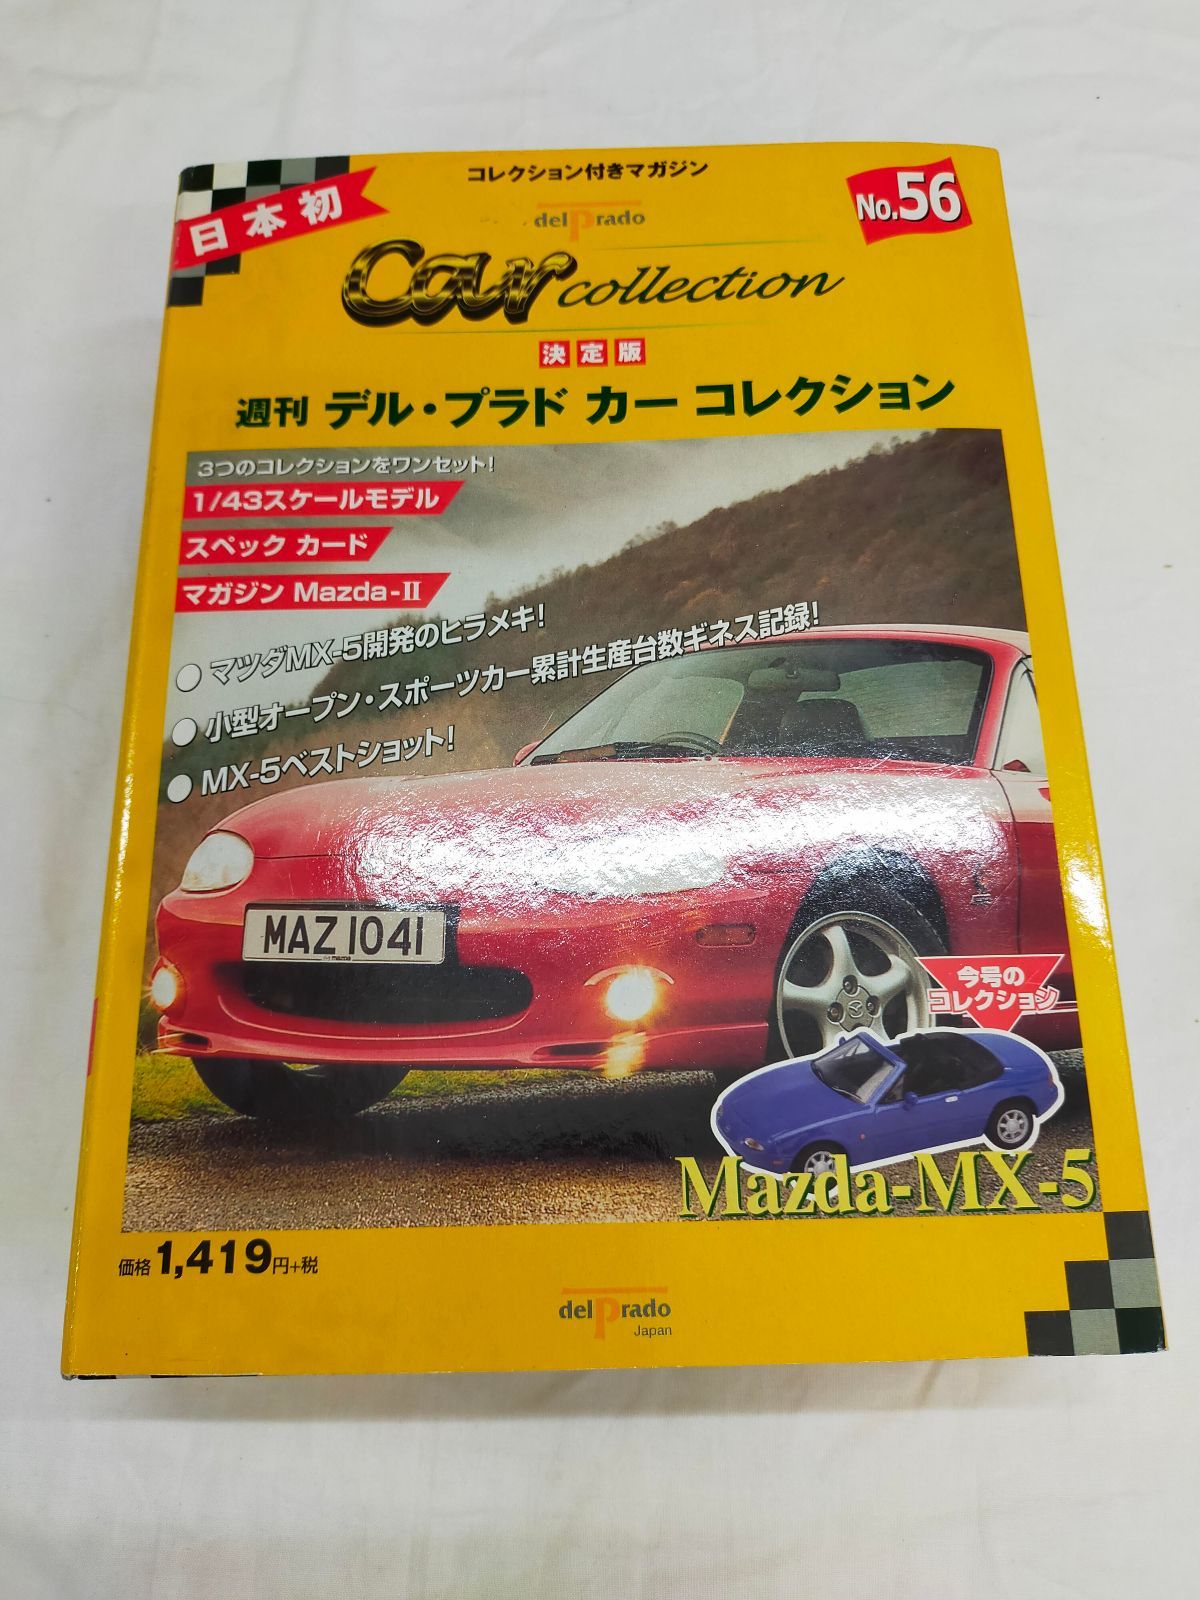 コレクション付きマガジン
日本初
No.56
del Prado
Car collection
決定版
週刊 デル・プラド カー コレクション
3つのコレクションをワンセット!
1/43スケールモデル
スペック カード
マガジン Mazda-II
● マツダMX-5開発のヒラメキ!
● 小型オープン・スポーツカー累計生産台数ギネス記録!
● MX-5ベストショット!
MAZ 1041
mazda
今号の
コレクション
Mazda-MX-5
価格1,419円+税
del Prado
Japan